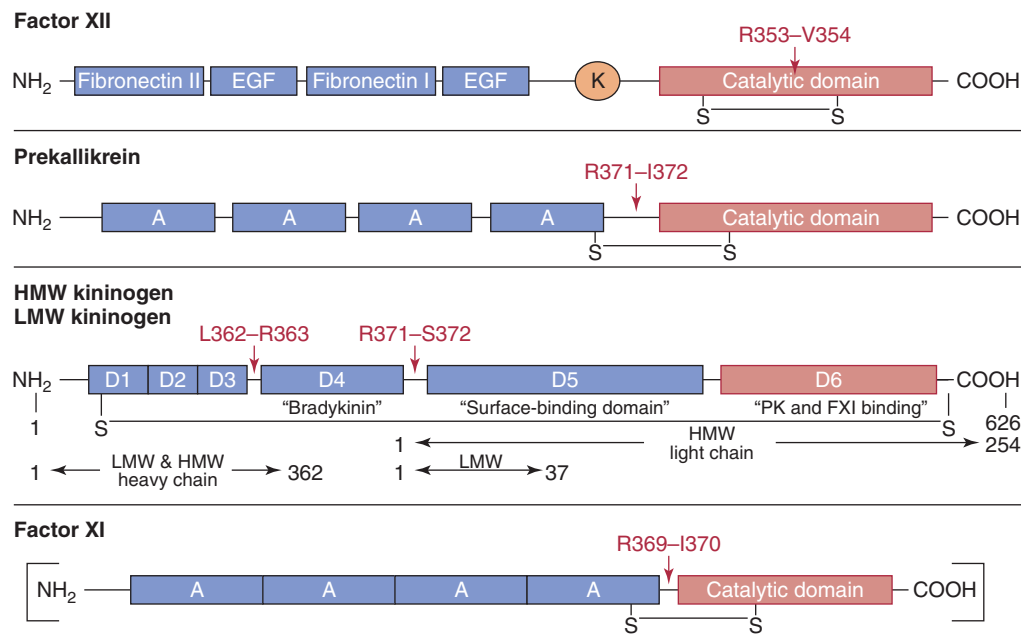 Factor XII
R353–V354
NH2 Fibronectin II EGF Fibronectin I EGF K Catalytic domain COOH
S S
Prekallikrein
R371–I372
NH2 A A A A Catalytic domain COOH
S S
HMW kininogen
LMW kininogen
L362–R363 R371–S372
NH2 D1 D2 D3 D4 D5 D6 COOH
"Bradykinin" "Surface-binding domain" "PK and FXI binding"
1 S S 626
1 HMW light chain 254
1 LMW & HMW heavy chain 362 1 LMW 37
Factor XI
R369–I370
NH2 A A A A Catalytic domain COOH
S S